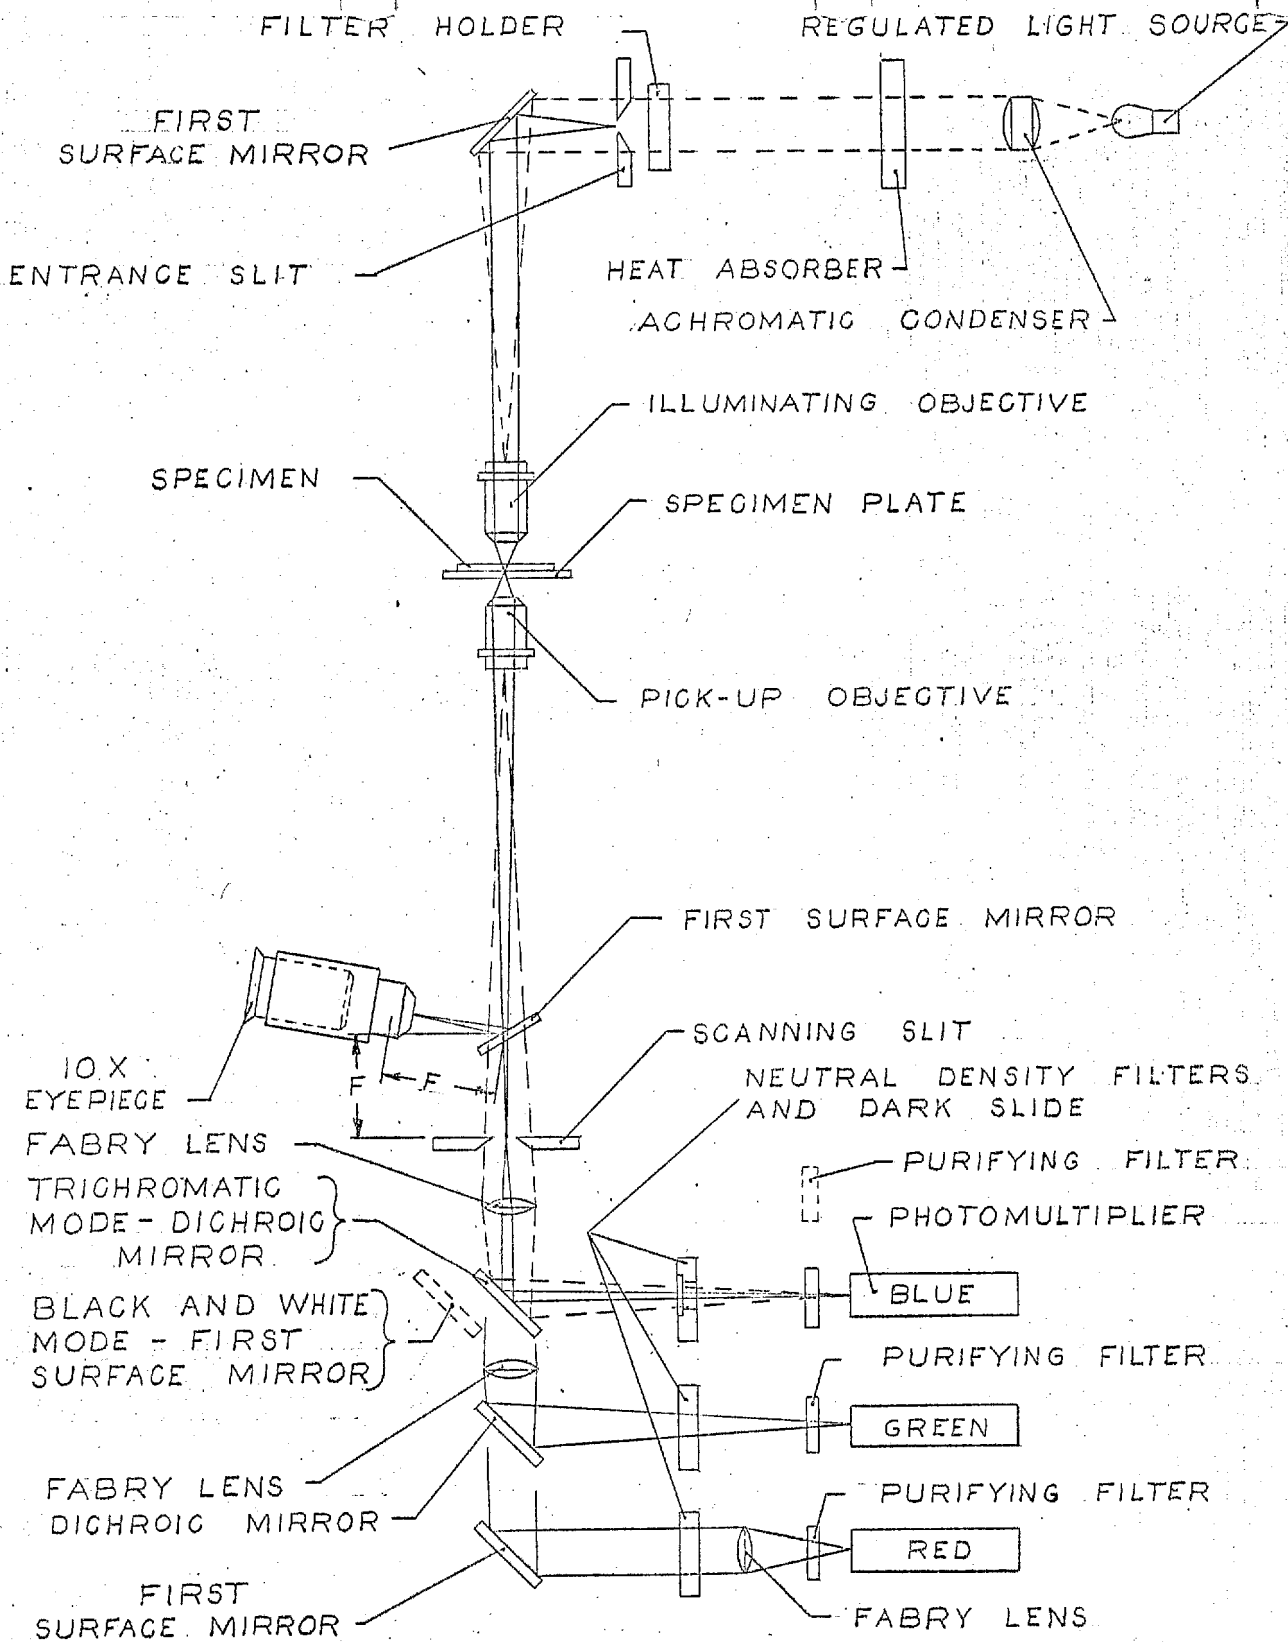 FILTER HOLDER
REGULATED LIGHT SOURCE
FIRST
SURFACE MIRROR
ENTRANCE SLIT
HEAT ABSORBER
ACHROMATIC CONDENSER
ILLUMINATING OBJECTIVE
SPECIMEN
SPECIMEN PLATE
PICK-UP OBJECTIVE
FIRST SURFACE MIRROR
SCANNING SLIT
10 X
EYEPIECE
F
F
NEUTRAL DENSITY FILTERS
AND DARK SLIDE
FABRY LENS
PURIFYING FILTER
TRICHROMATIC
MODE - DICHROIC
MIRROR
PHOTOMULTIPLIER
BLUE
BLACK AND WHITE
MODE - FIRST
SURFACE MIRROR
PURIFYING FILTER
GREEN
FABRY LENS
DICHROIC MIRROR
PURIFYING FILTER
RED
FIRST
SURFACE MIRROR
FABRY LENS